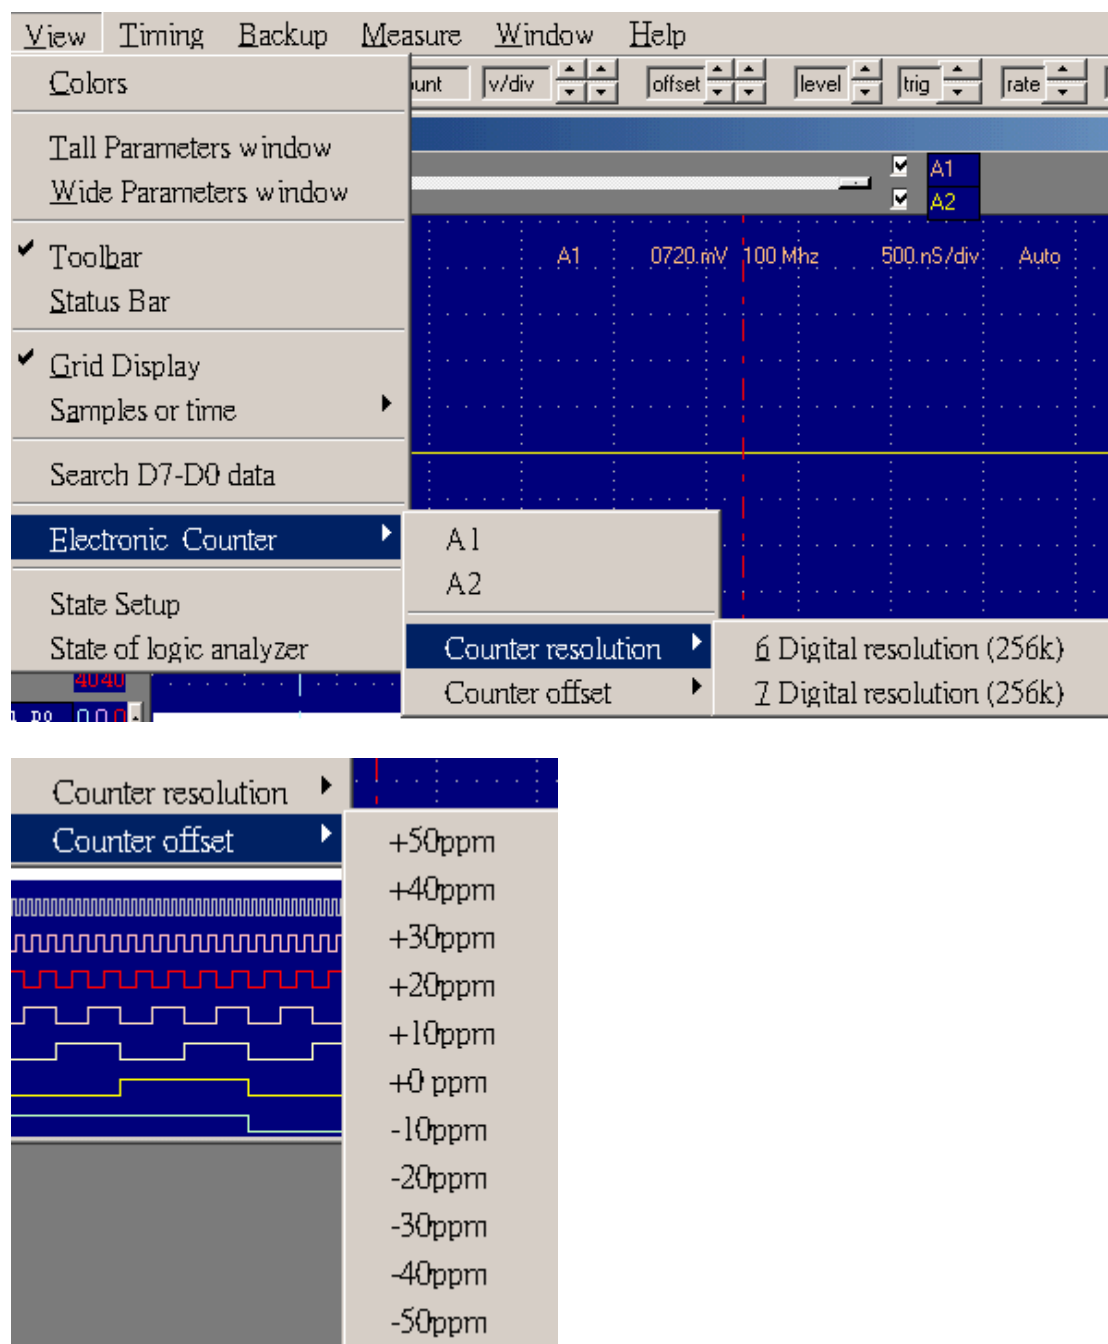 View Timing Backup Measure Window Help
Colors
unt v/div offset level trig rate
Tall Parameters window
Wide Parameters window
A1
A2
Toolbar
A1 0720.mV 100 Mhz 500.nS/div Auto
Status Bar
Grid Display
Samples or time
Search D7-D0 data
Electronic Counter
A1
A2
State Setup
State of logic analyzer
Counter resolution
6 Digital resolution (256k)
Counter offset
7 Digital resolution (256k)
4040
Counter resolution
Counter offset
+50ppm
+40ppm
+30ppm
+20ppm
+10ppm
+0 ppm
-10ppm
-20ppm
-30ppm
-40ppm
-50ppm